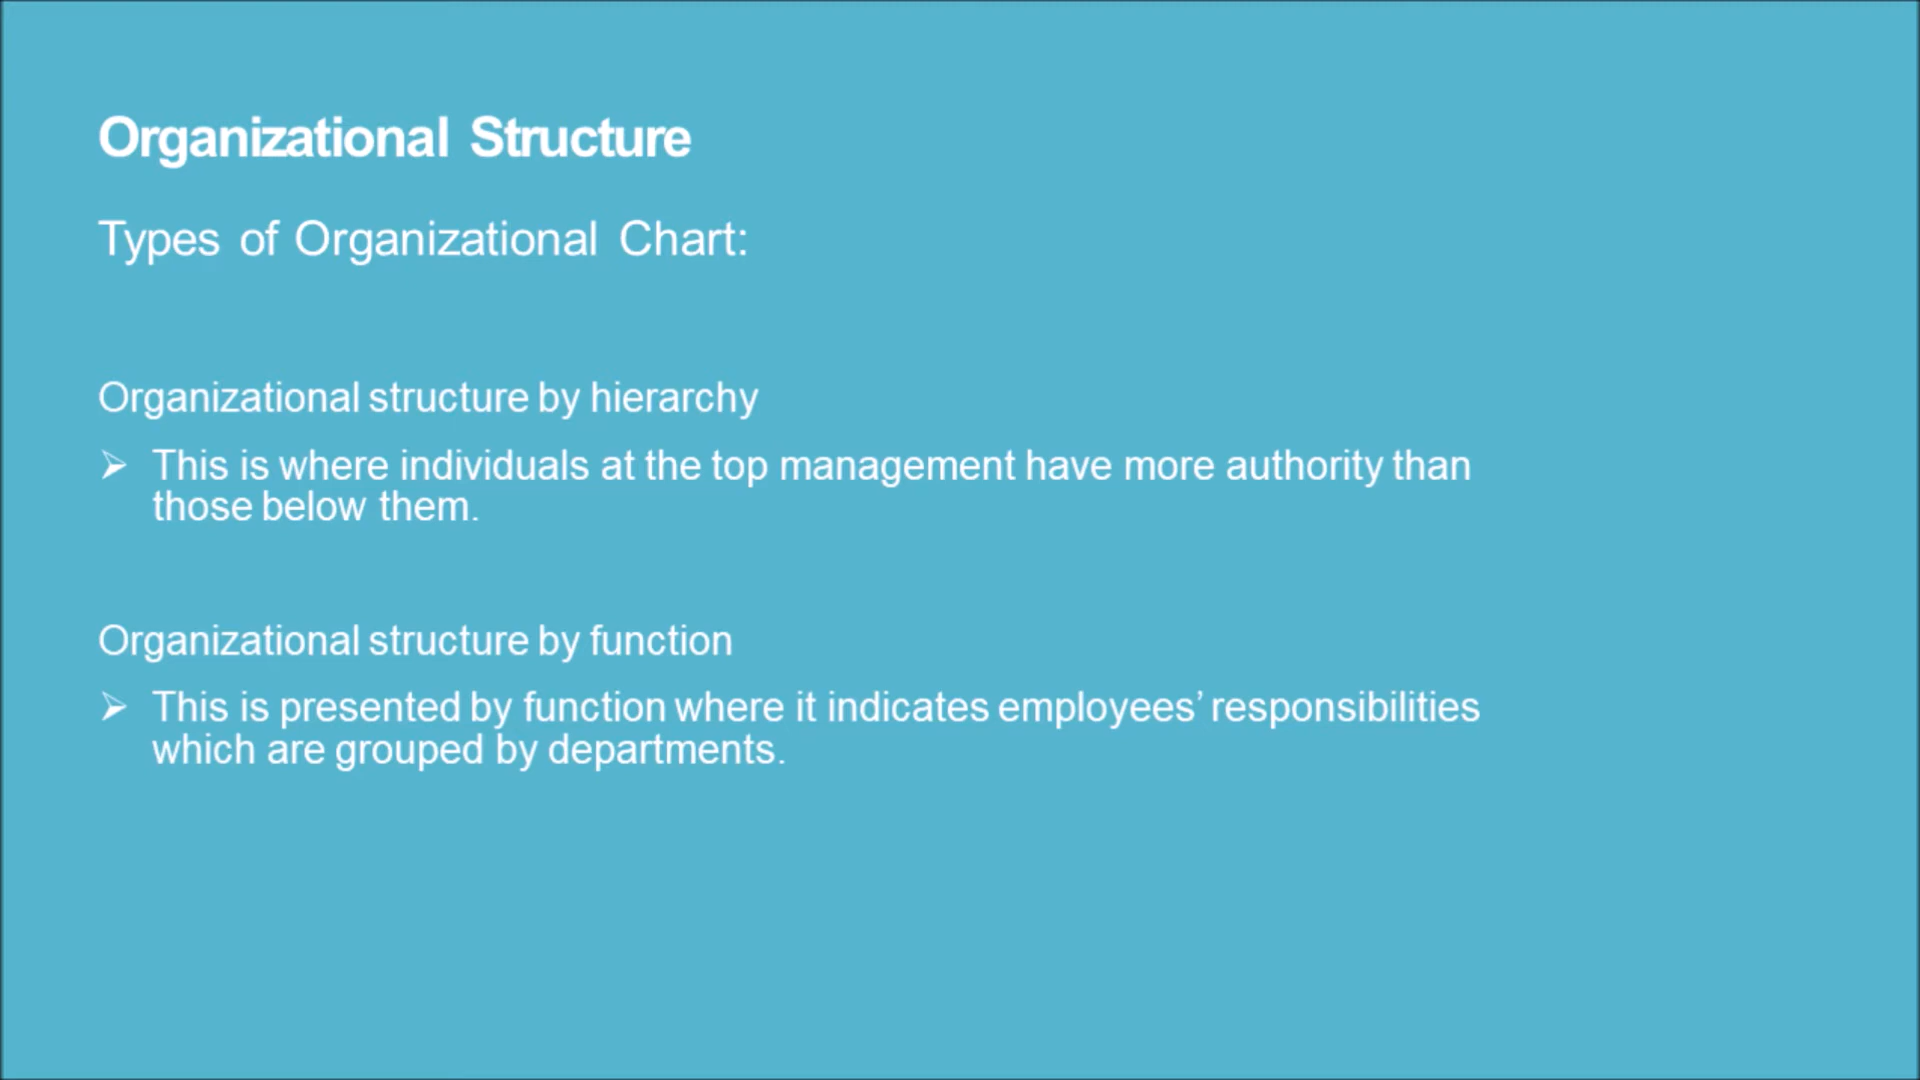 Organizational Structure
Types of Organizational Chart:
Organizational structure by hierarchy
➢ This is where individuals at the top management have more authority than
those below them.
Organizational structure by function
➢ This is presented by function where it indicates employees’ responsibilities
which are grouped by departments.